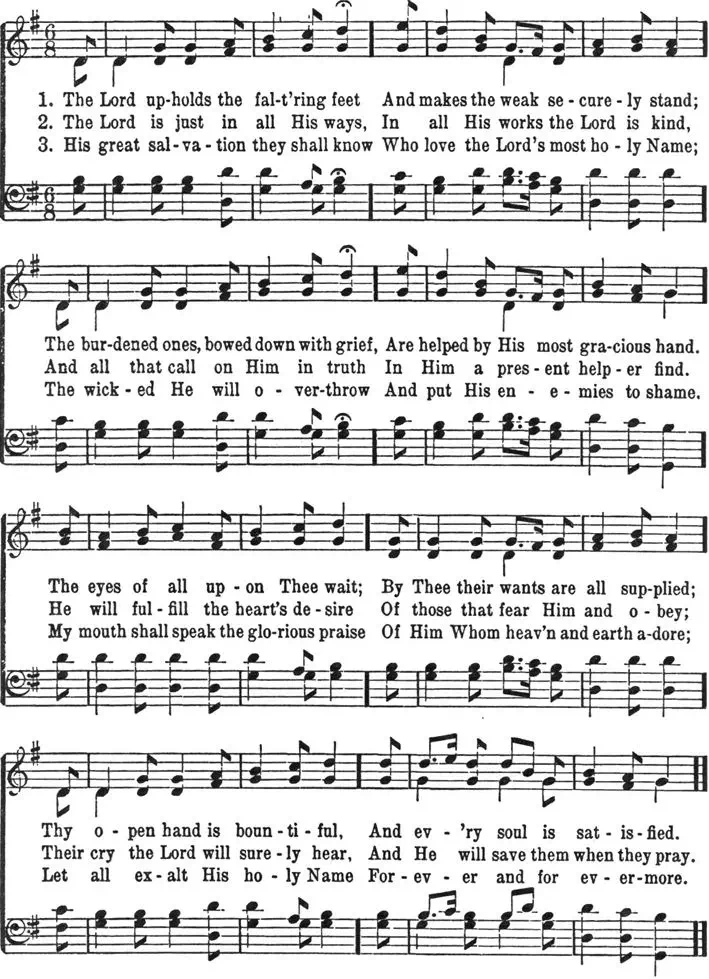 1. The Lord up-holds the fal-t'ring feet And makes the weak se-cure-ly stand;
2. The Lord is just in all His ways, In all His works the Lord is kind,
3. His great sal-va-tion they shall know Who love the Lord's most ho-ly Name;
The bur-dened ones, bowed down with grief, Are helped by His most gra-cious hand.
And all that call on Him in truth In Him a pres-ent help-er find.
The wick-ed He will o-ver-throw And put His en-e-mies to shame.
The eyes of all up-on Thee wait; By Thee their wants are all sup-plied;
He will ful-fill the heart's de-sire Of those that fear Him and o-bey;
My mouth shall speak the glo-rious praise Of Him Whom heav'n and earth a-dore;
Thy o-pen hand is boun-ti-ful, And ev-'ry soul is sat-is-fied.
Their cry the Lord will sure-ly hear, And He will save them when they pray.
Let all ex-alt His ho-ly Name For-ev-er and for ev-er-more.